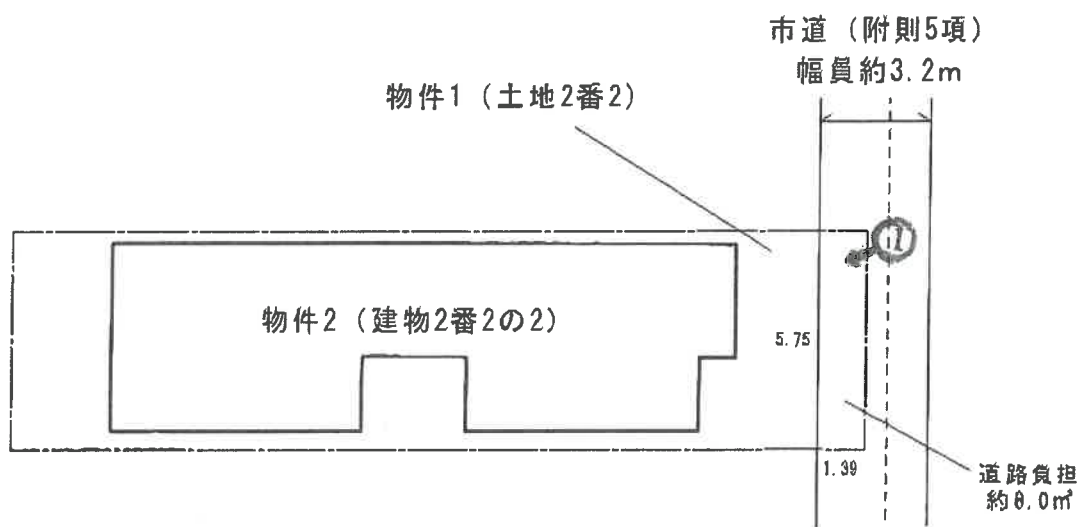 市道（附則5項）
幅員約3.2m
物件1（土地2番2）
①
物件2（建物2番2の2）
5.75
1.39
道路負担
約8.0㎡